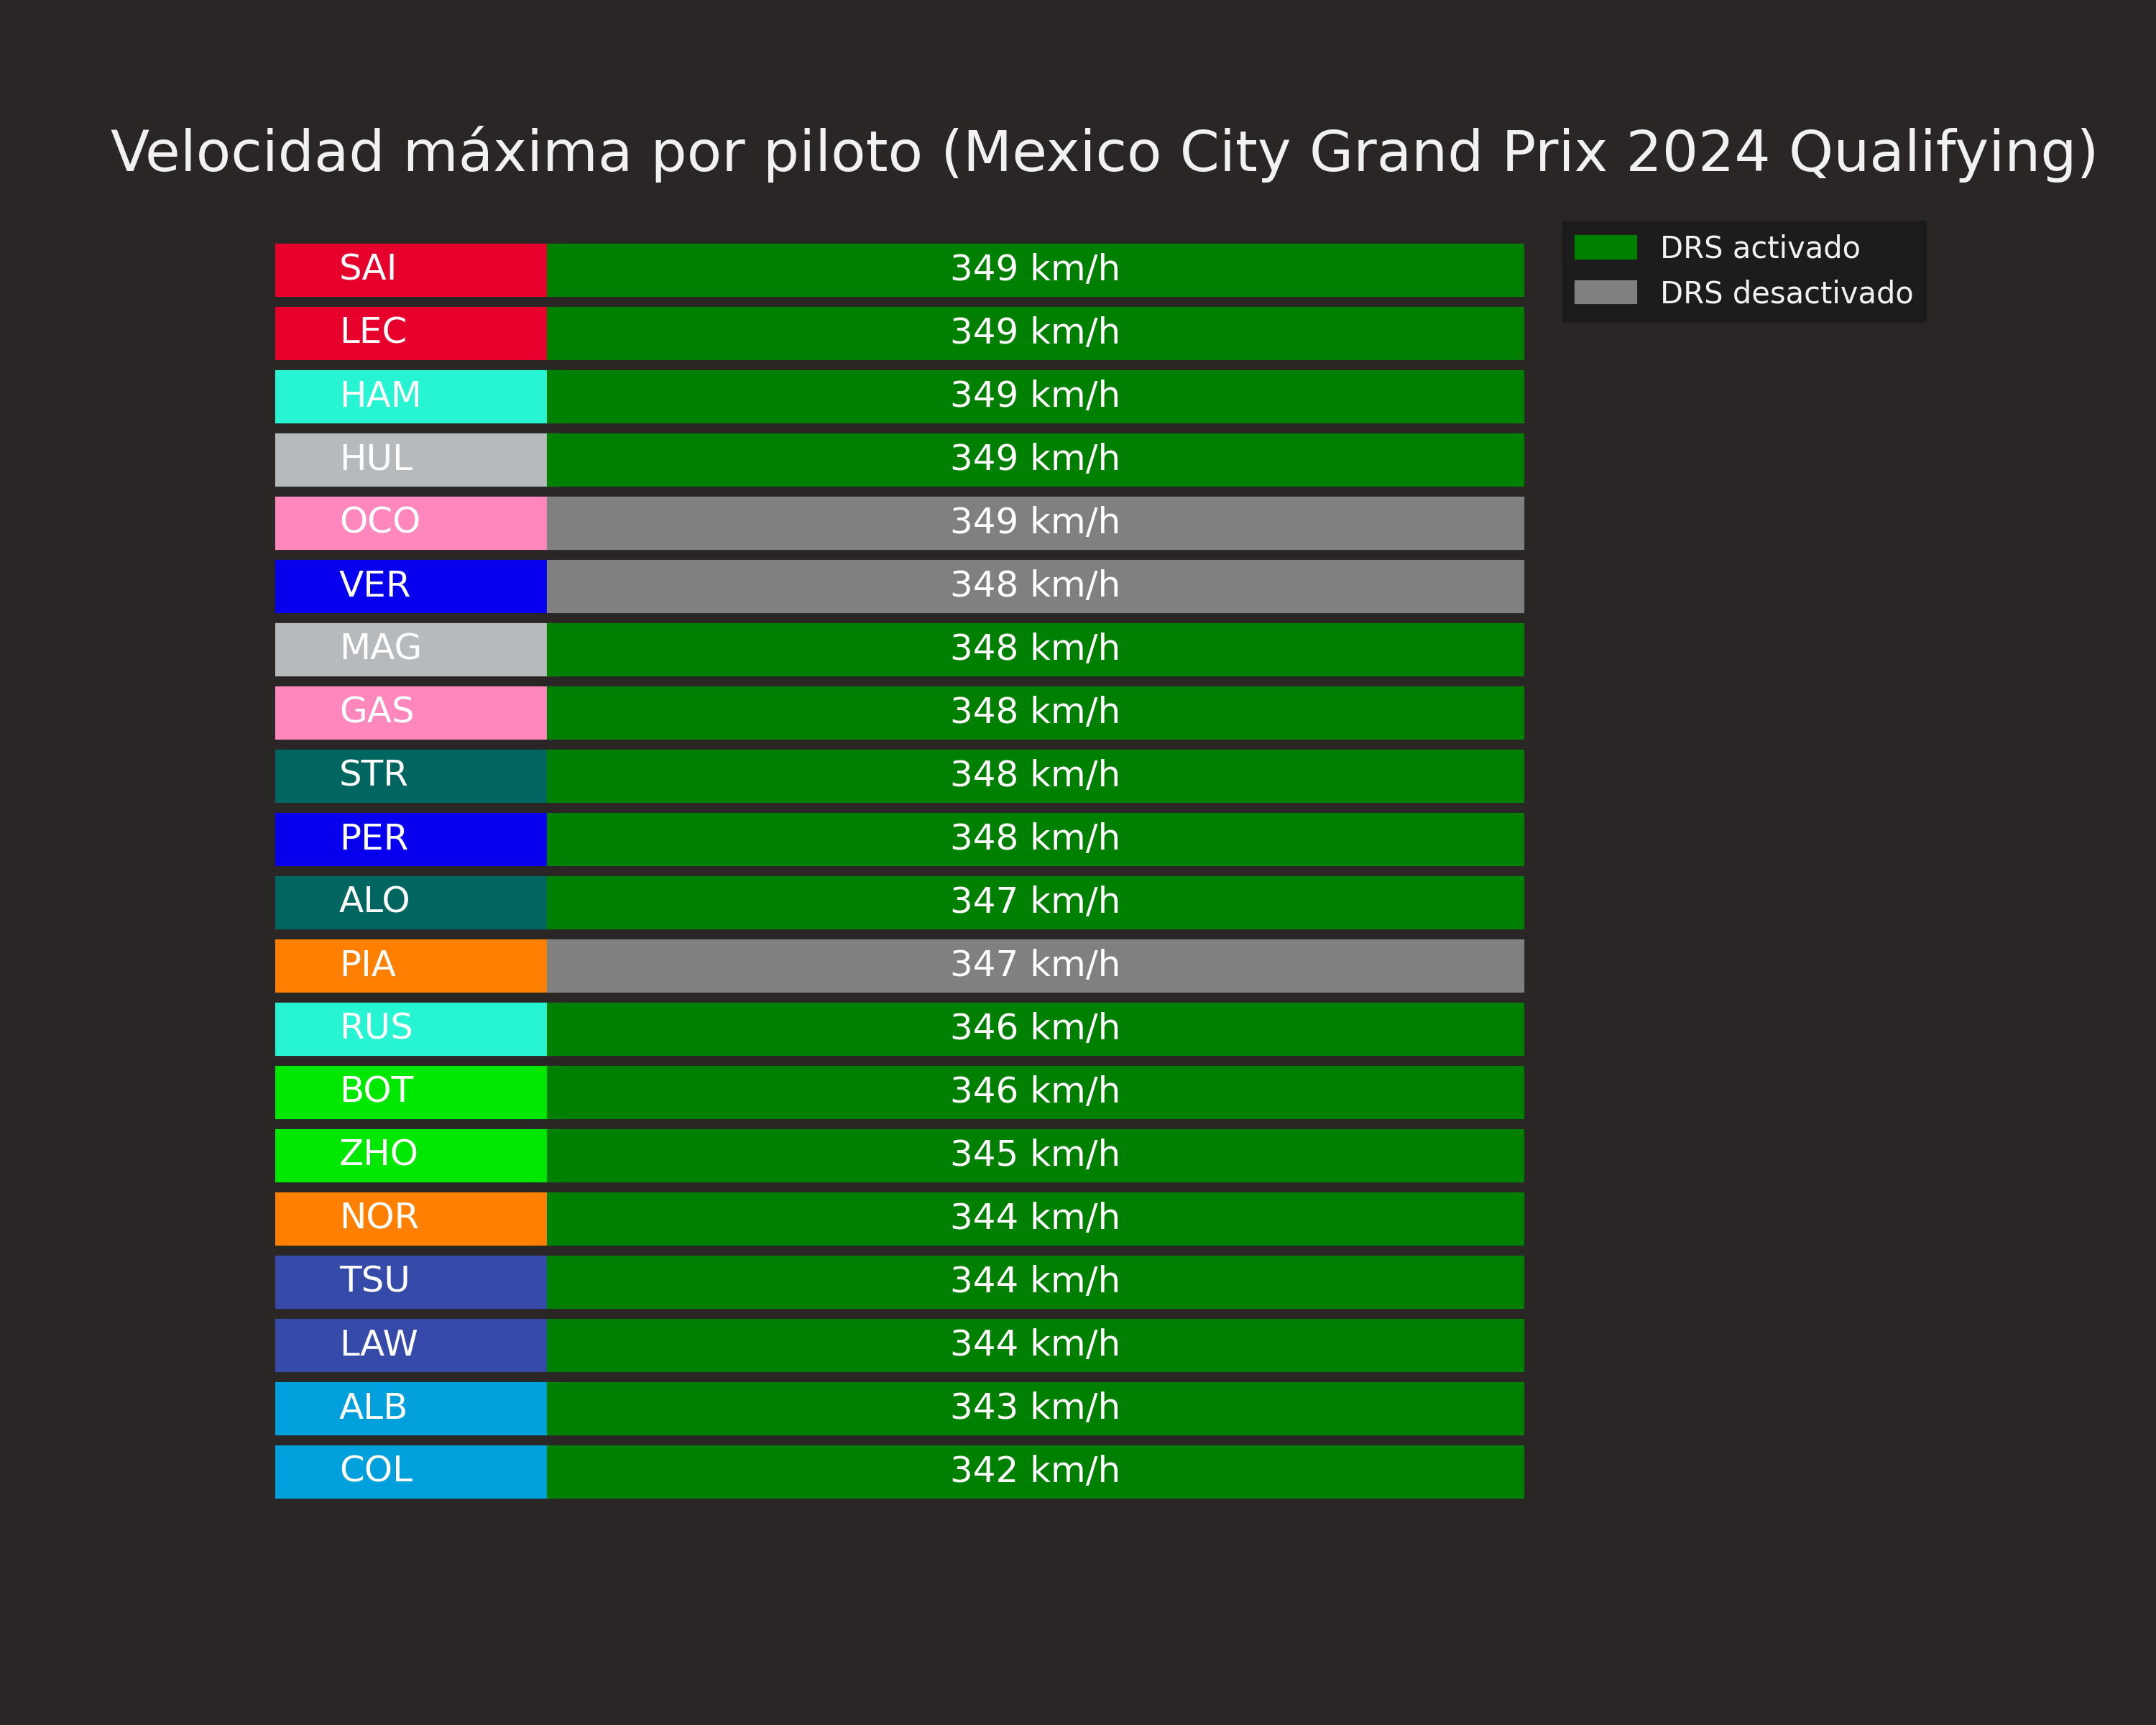 Velocidad máxima por piloto (Mexico City Grand Prix 2024 Qualifying)
DRS activado
DRS desactivado
SAI 349 km/h
LEC 349 km/h
HAM 349 km/h
HUL 349 km/h
OCO 349 km/h
VER 348 km/h
MAG 348 km/h
GAS 348 km/h
STR 348 km/h
PER 348 km/h
ALO 347 km/h
PIA 347 km/h
RUS 346 km/h
BOT 346 km/h
ZHO 345 km/h
NOR 344 km/h
TSU 344 km/h
LAW 344 km/h
ALB 343 km/h
COL 342 km/h